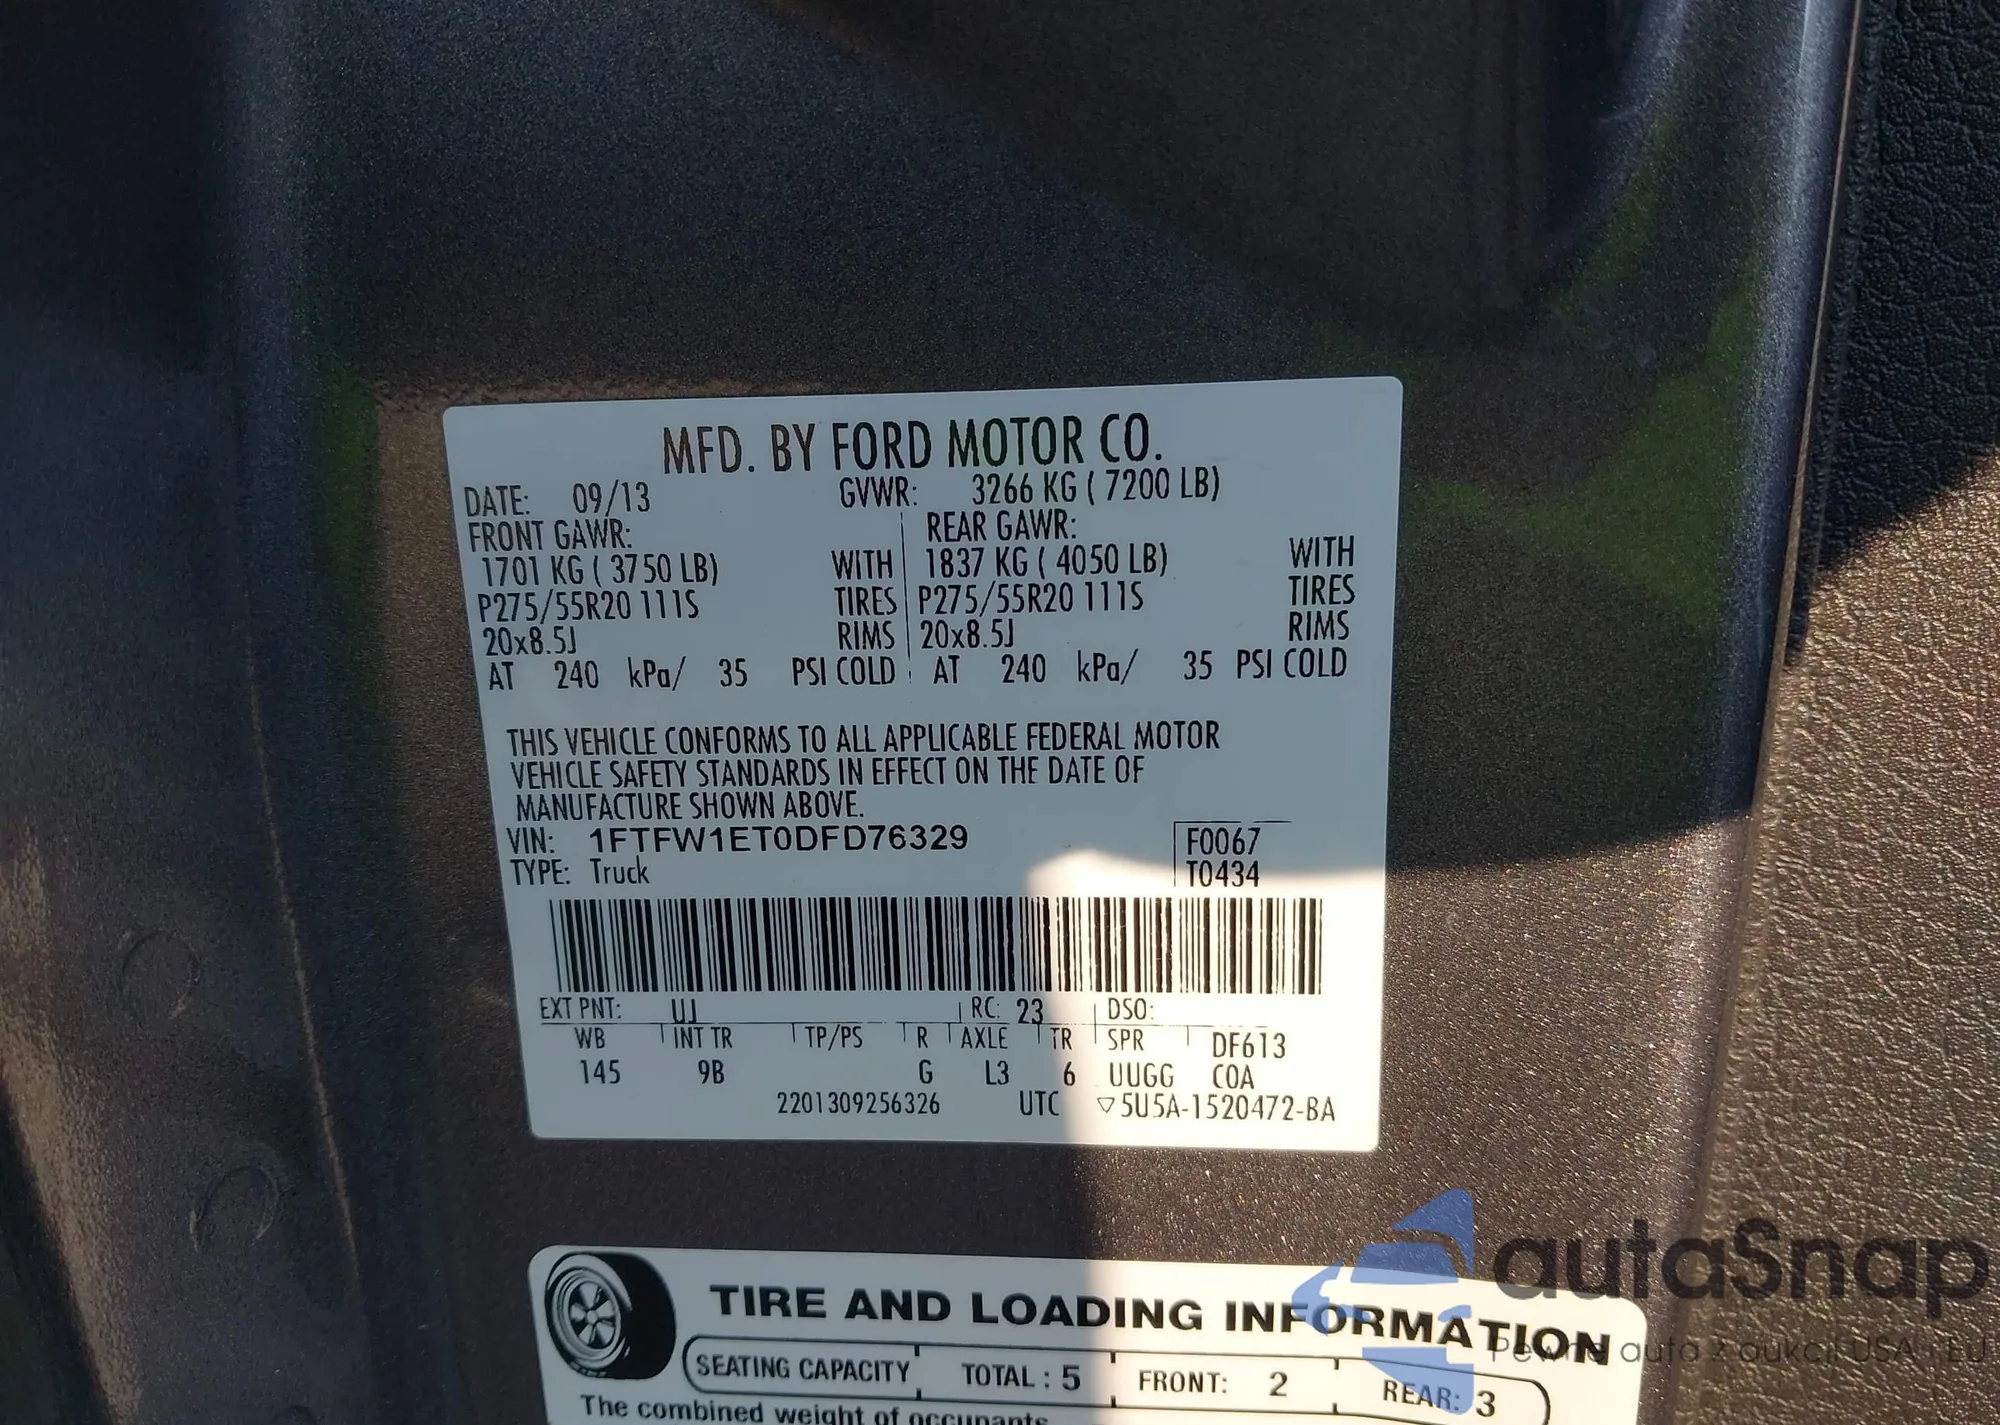 MFD. BY FORD MOTOR CO.
DATE: 09/13 GVWR: 3266 KG ( 7200 LB)
FRONT GAWR: REAR GAWR:
1701 KG ( 3750 LB) WITH 1837 KG ( 4050 LB) WITH
P275/55R20 111S TIRES P275/55R20 111S TIRES
20x8.5J RIMS 20x8.5J RIMS
AT 240 kPa/ 35 PSI COLD AT 240 kPa/ 35 PSI COLD
THIS VEHICLE CONFORMS TO ALL APPLICABLE FEDERAL MOTOR
VEHICLE SAFETY STANDARDS IN EFFECT ON THE DATE OF
MANUFACTURE SHOWN ABOVE.
VIN: 1FTFW1ET0DFD76329 F0067
TYPE: Truck T0434
EXT PNT: UJ RC: 23 DSO:
WB INT TR TP/PS R AXLE TR SPR DF613
145 9B G L3 6 UUGG COA
2201309256326 UTC ▽5U5A-1520472-BA
autoSnap
TIRE AND LOADING INFORMATION
Pewne auta z aukcji USA i EU
SEATING CAPACITY TOTAL : 5 FRONT: 2 REAR: 3
The combined weight of occupants